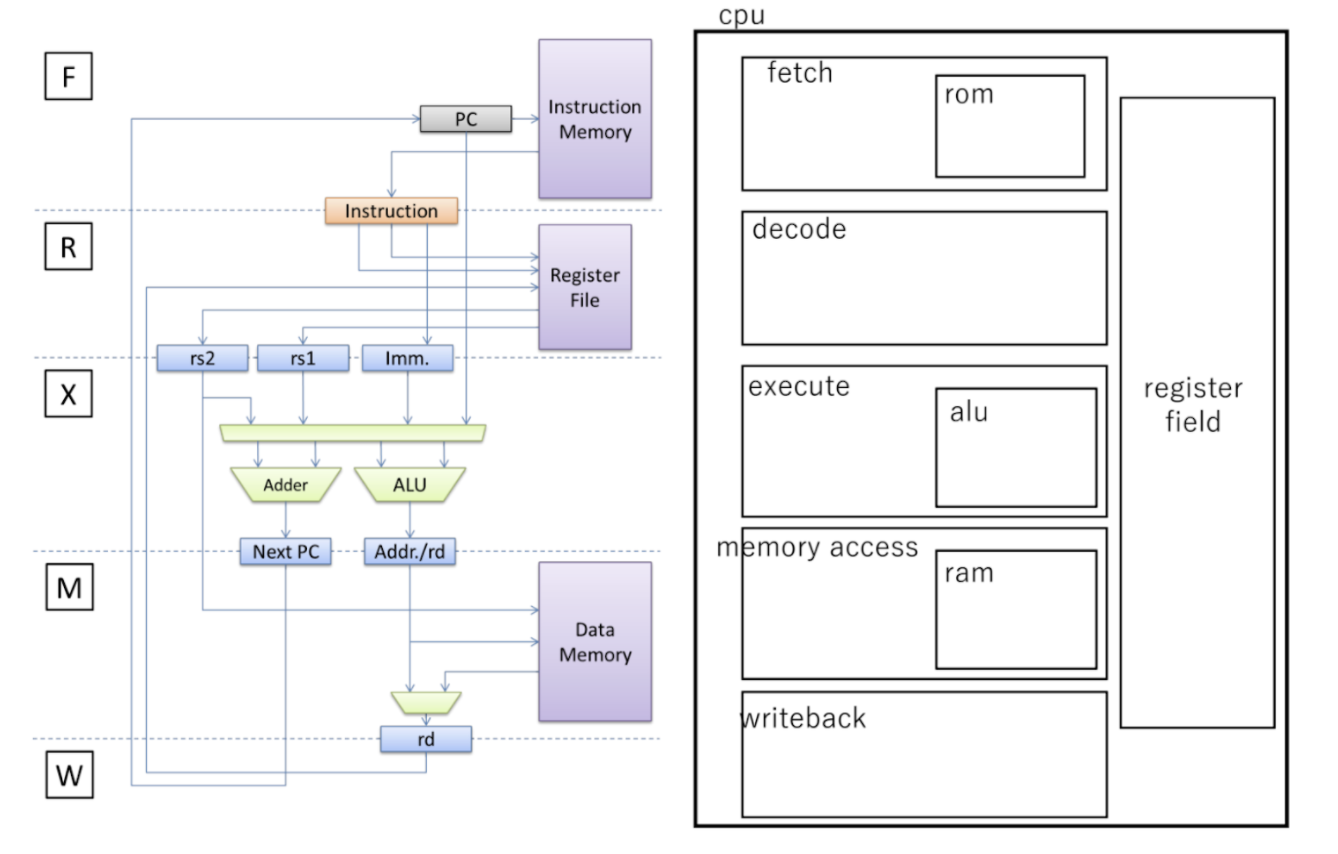 F
PC
Instruction
Memory
Instruction
R
Register
File
rs2
rs1
Imm.
X
Adder
ALU
Next PC
Addr./rd
M
Data
Memory
rd
W
cpu
fetch
rom
decode
execute
alu
register
field
memory access
ram
writeback